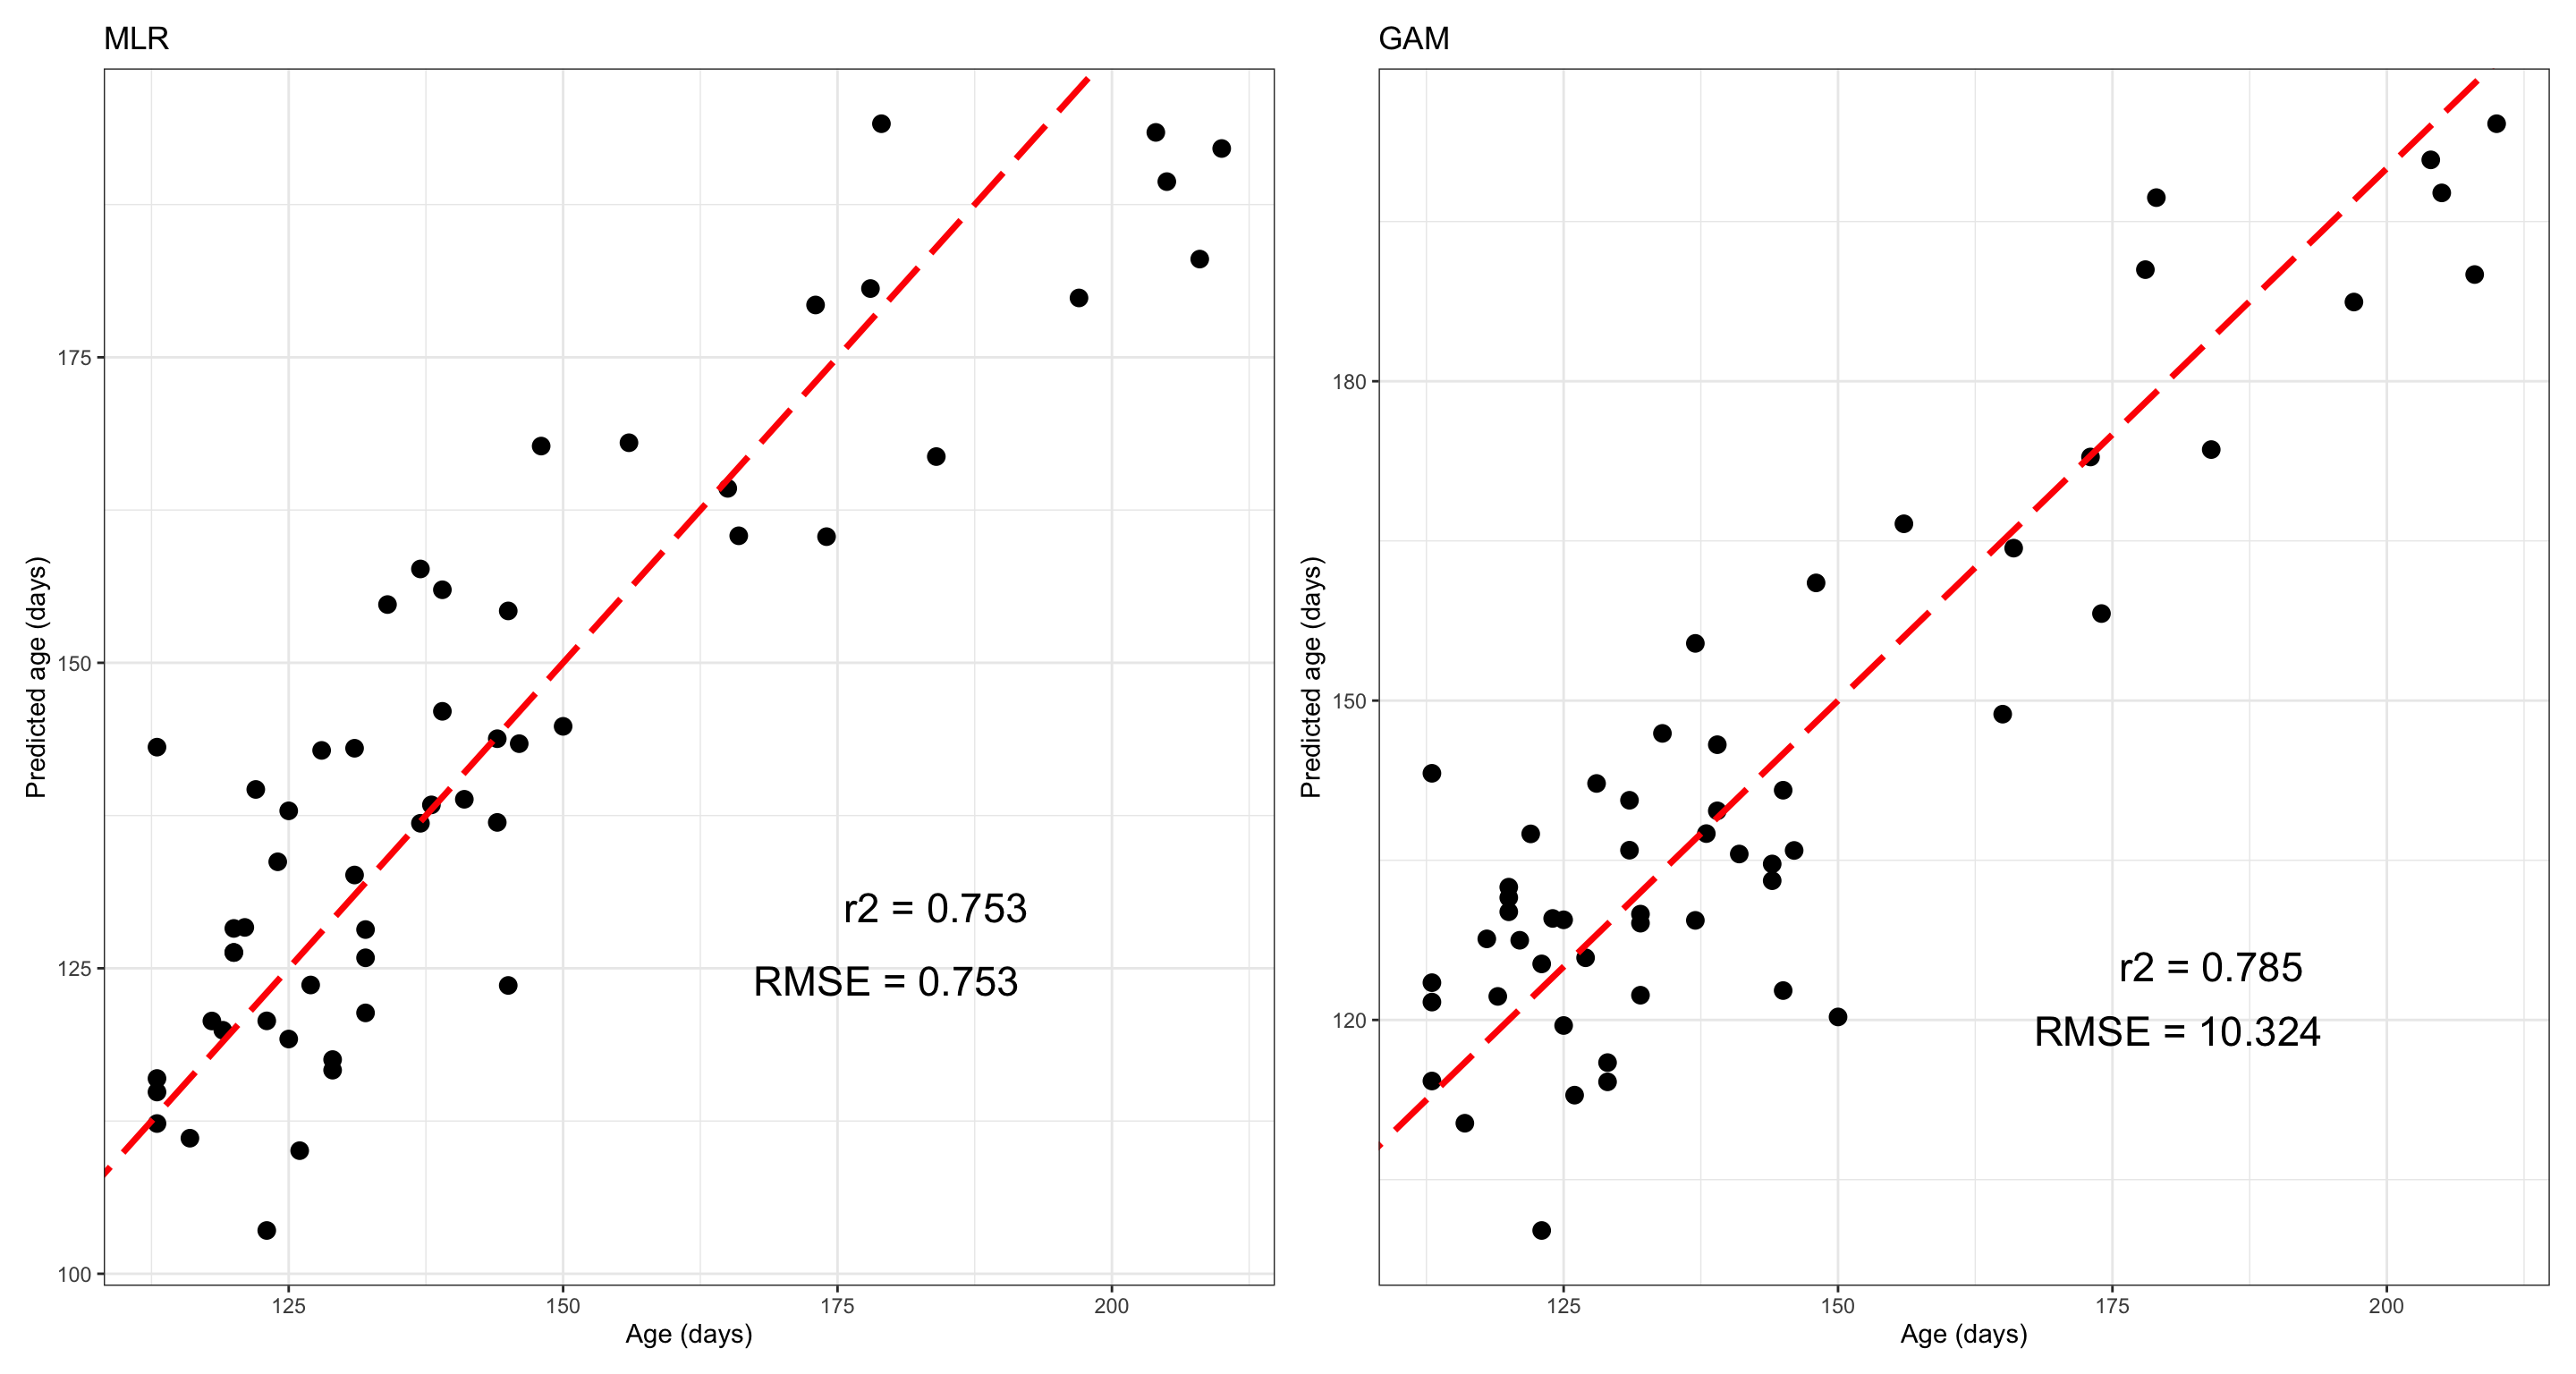 MLR
Predicted age (days)
175
150
125
100
r2 = 0.753
RMSE = 0.753
125 150 175 200
Age (days)
GAM
Predicted age (days)
180
150
120
r2 = 0.785
RMSE = 10.324
125 150 175 200
Age (days)